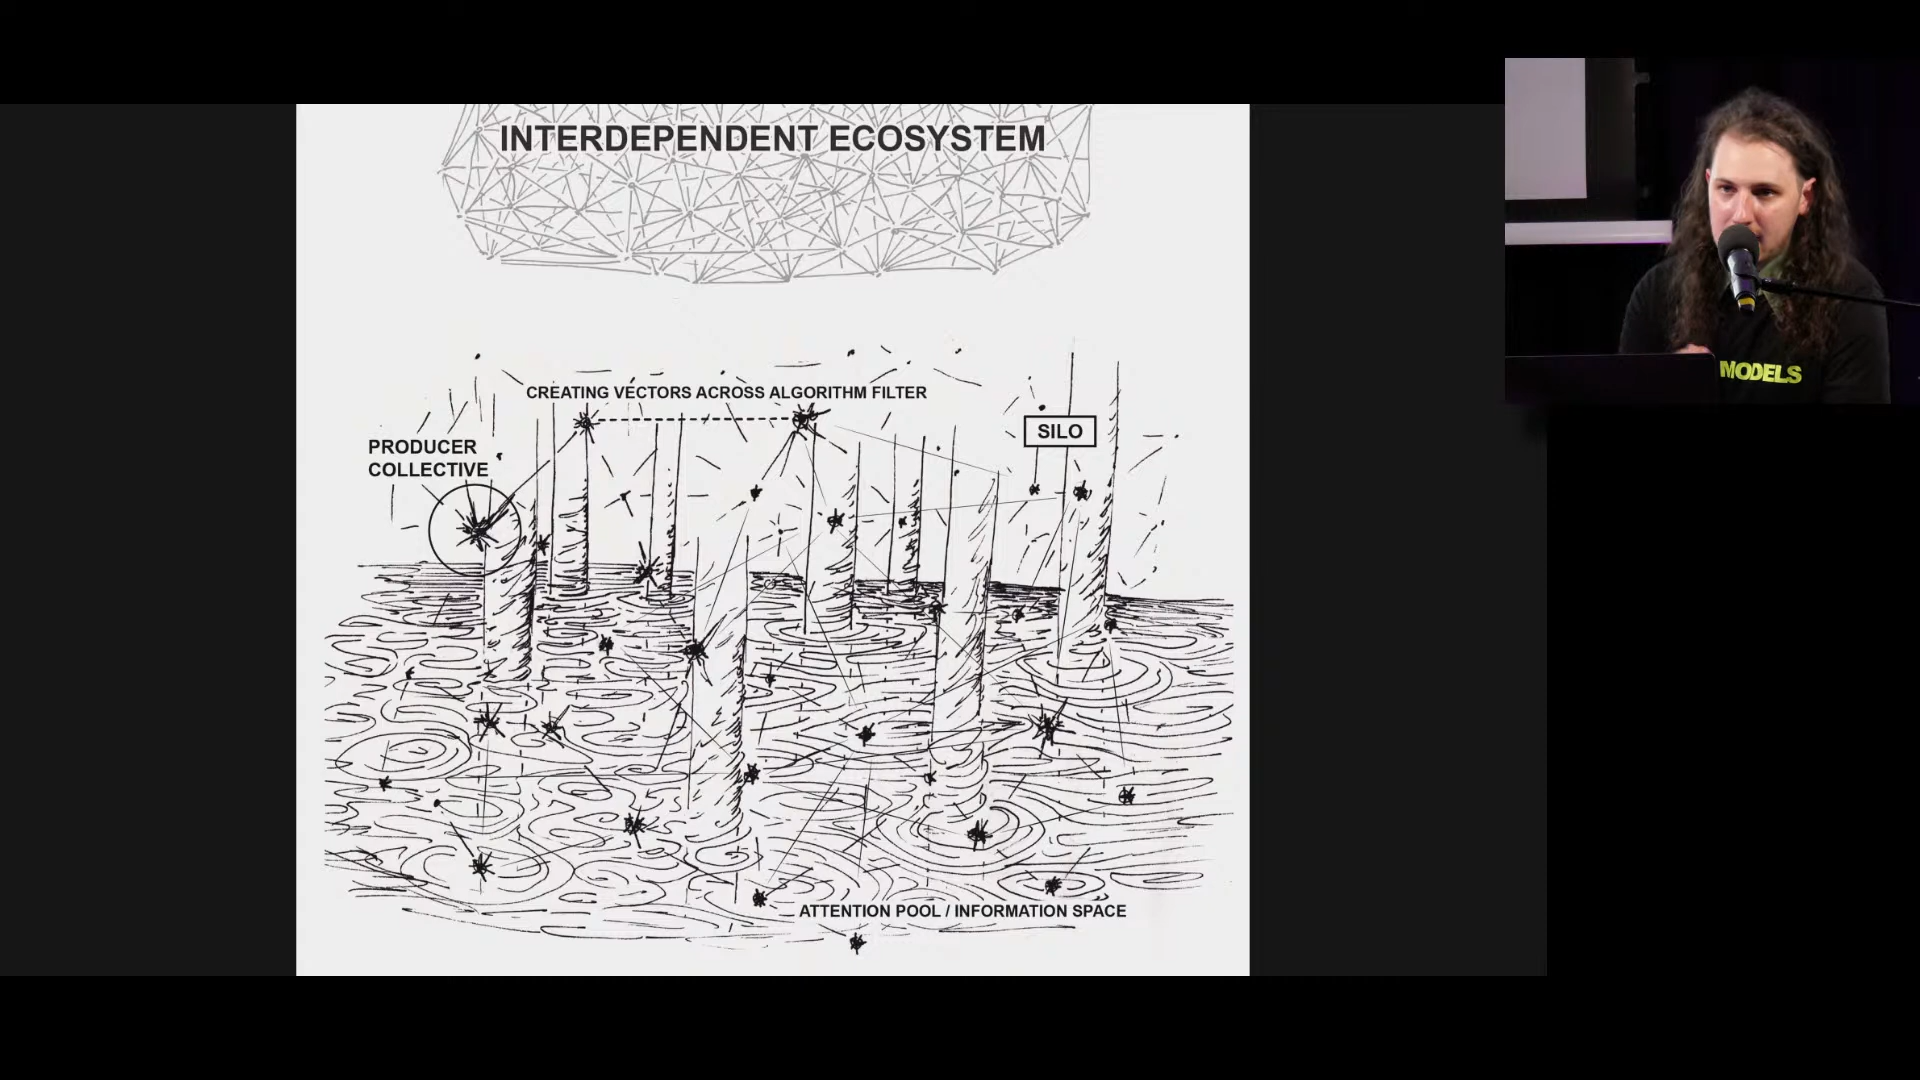 INTERDEPENDENT ECOSYSTEM
CREATING VECTORS ACROSS ALGORITHM FILTER
PRODUCER
COLLECTIVE
SILO
ATTENTION POOL / INFORMATION SPACE
MODELS